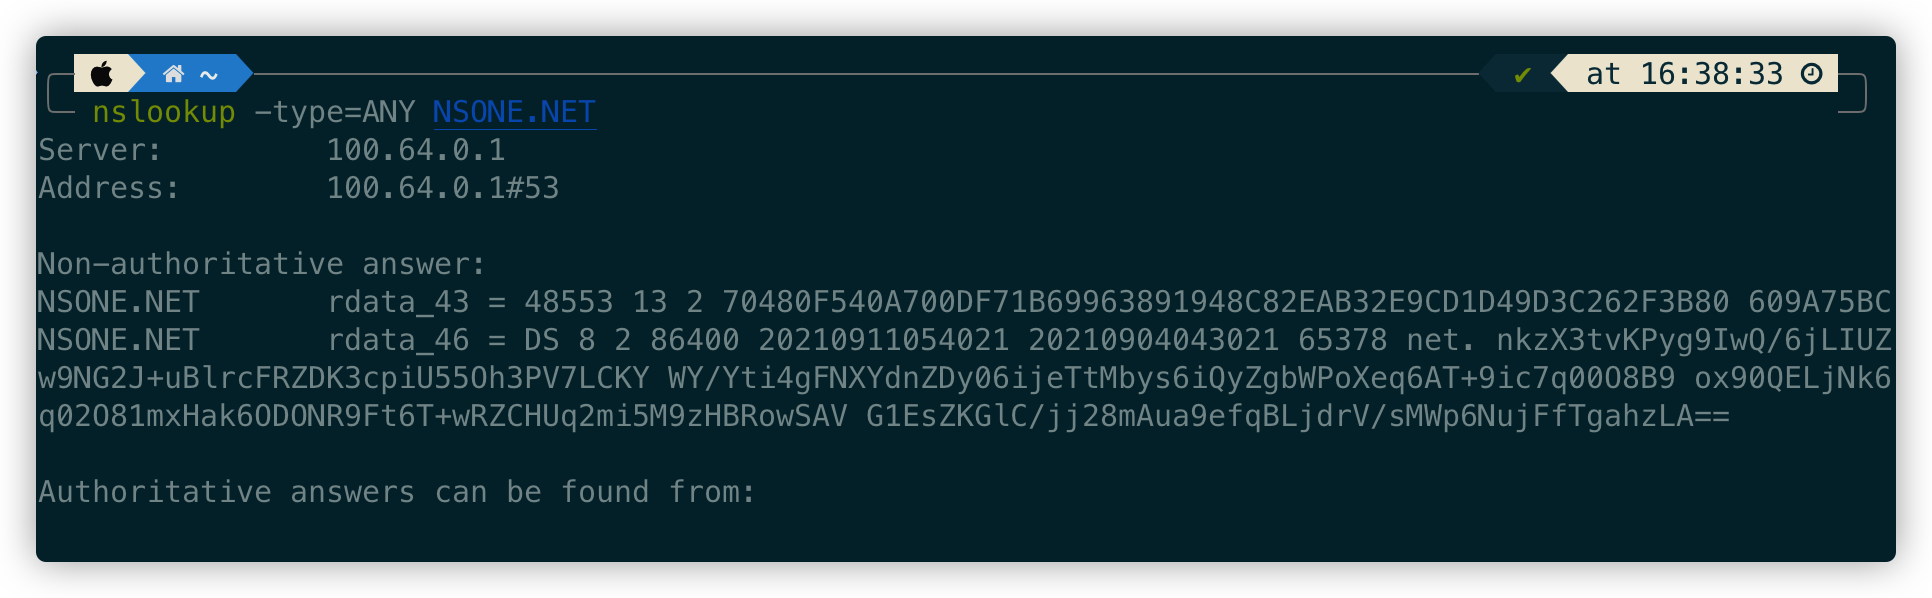 ~ at 16:38:33
nslookup -type=ANY NSONE.NET
Server: 100.64.0.1
Address: 100.64.0.1#53
Non-authoritative answer:
NSONE.NET rdata_43 = 48553 13 2 70480F540A700DF71B69963891948C82EAB32E9CD1D49D3C262F3B80 609A75BC
NSONE.NET rdata_46 = DS 8 2 86400 20210911054021 20210904043021 65378 net. nkzX3tvKPyg9IwQ/6jLIUZ
w9NG2J+uBlrcFRZDK3cpiU55Oh3PV7LCKY WY/Yti4gFNXYdnZDy06ijeTtMbys6iQyZgbWPoXeq6AT+9ic7q00O8B9 ox90QELjNk6
q02O81mxHak6ODONR9Ft6T+wRZCHUq2mi5M9zHBRowSAV G1EsZKGlC/jj28mAua9efqBLjdrV/sMWp6NujFfTgahzLA==
Authoritative answers can be found from: